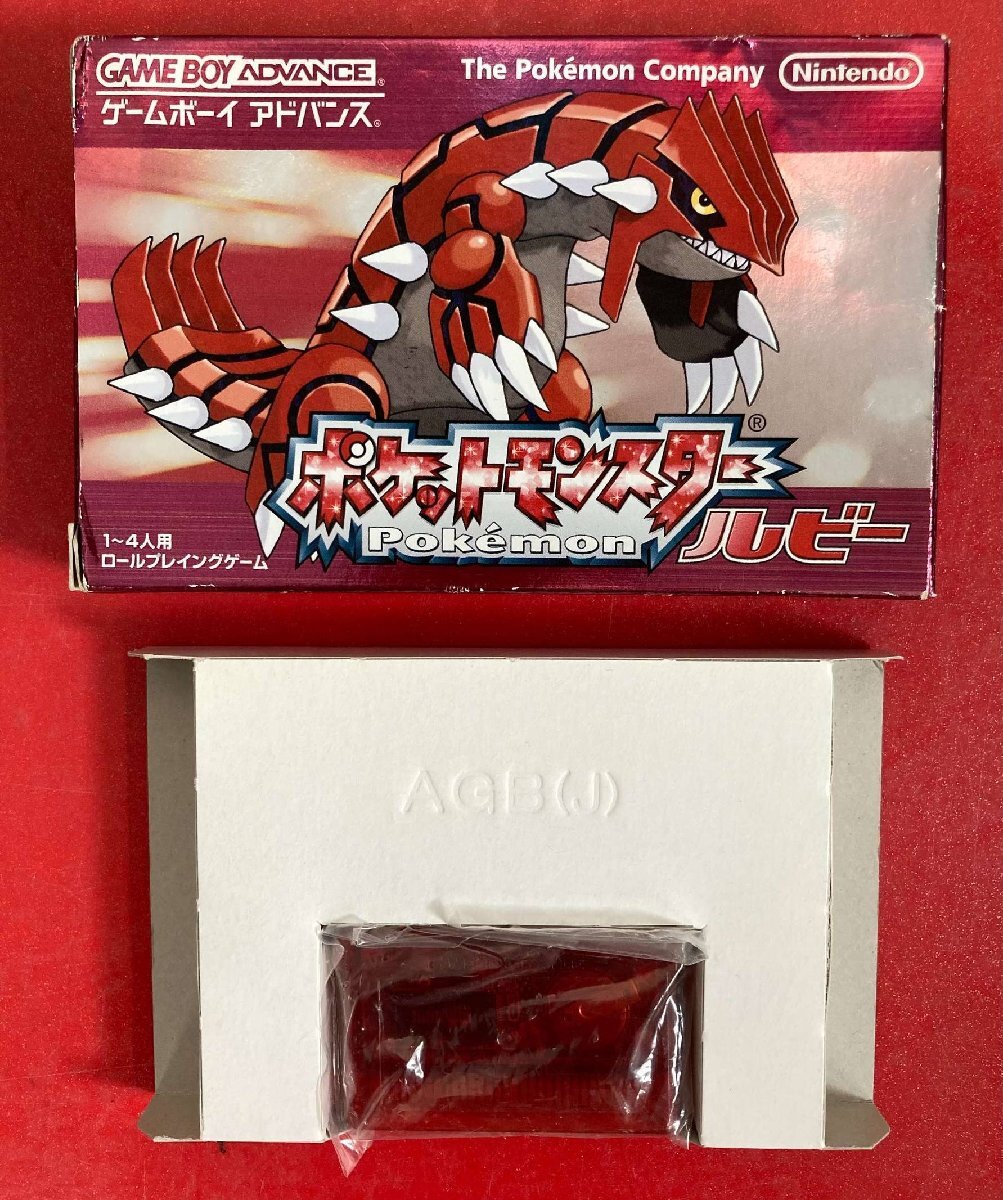 GAME BOY ADVANCE®
ゲームボーイ アドバンス®
The Pokémon Company
Nintendo®
ポケットモンスター®
Pokémon
ルビー
1~4人用
ロールプレイングゲーム
AGB(J)